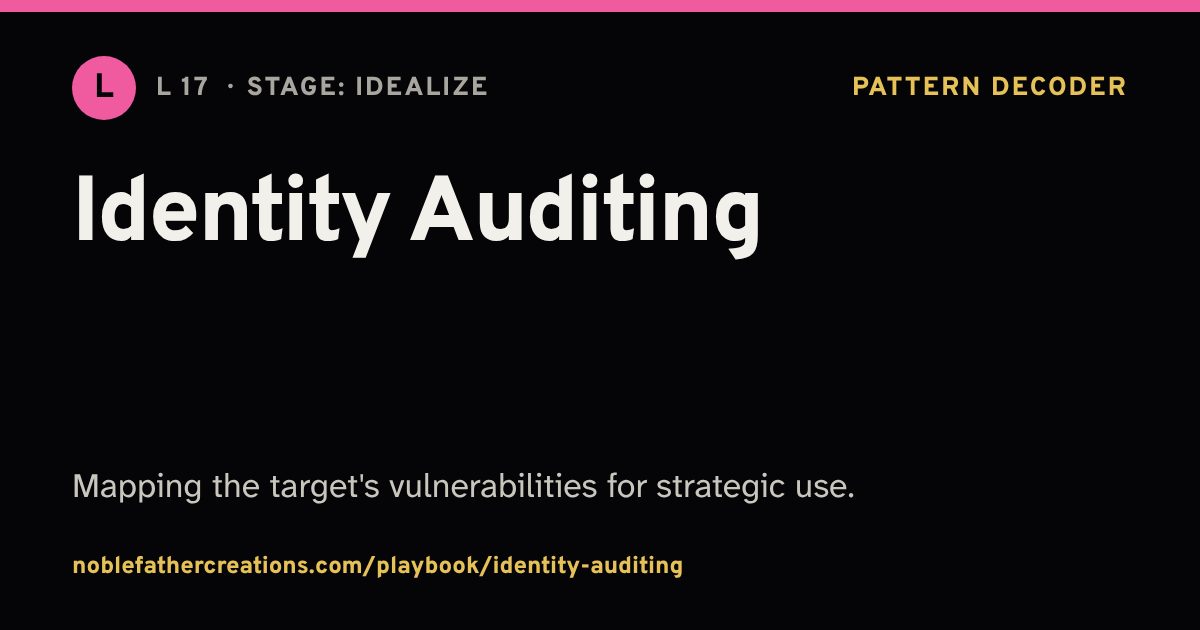 L
L 17 · STAGE: IDEALIZE
PATTERN DECODER
Identity Auditing
Mapping the target's vulnerabilities for strategic use.
noblefathercreations.com/playbook/identity-auditing